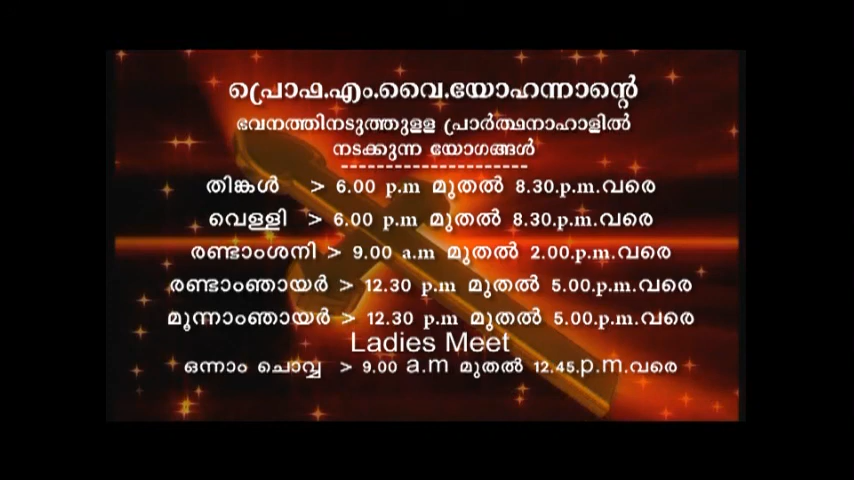 പ്രൊഫ.എം.വൈ.യോഹന്നാന്റെ
ഭവനത്തിനടുത്തുളള പ്രാർത്ഥനാഹാളിൽ
നടക്കുന്ന യോഗങ്ങൾ
---------------------
തിങ്കൾ > 6.00 p.m മുതൽ 8.30.p.m.വരെ
വെള്ളി > 6.00 p.m മുതൽ 8.30.p.m.വരെ
രണ്ടാംശനി > 9.00 a.m മുതൽ 2.00.p.m.വരെ
രണ്ടാംഞായർ > 12.30 p.m മുതൽ 5.00.p.m.വരെ
മൂന്നാംഞായർ > 12.30 p.m മുതൽ 5.00.p.m.വരെ
Ladies Meet
ഒന്നാം ചൊവ്വ > 9.00 a.m മുതൽ 12.45.p.m.വരെ